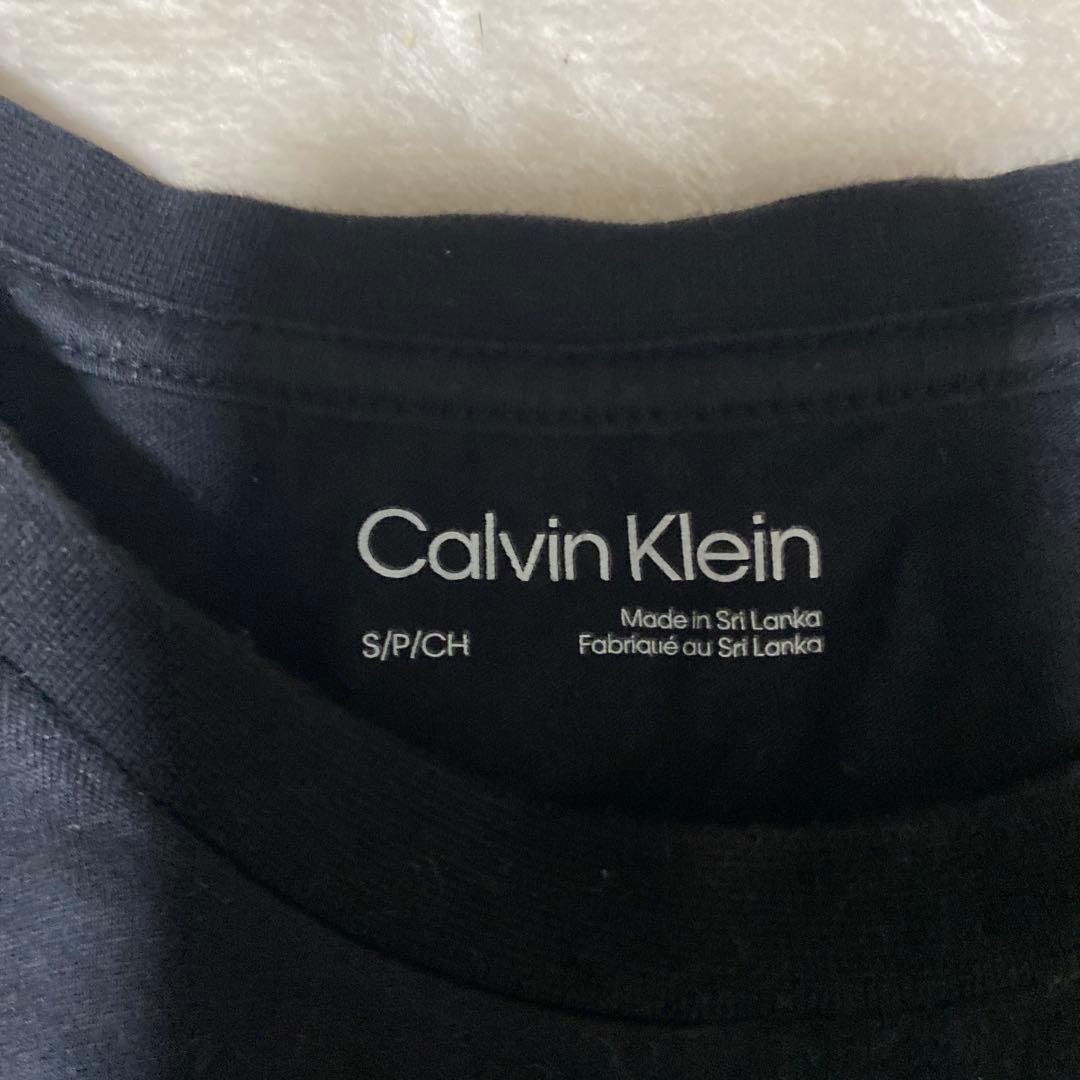 Calvin Klein
S/P/CH
Made in Sri Lanka
Fabriqué au Sri Lanka